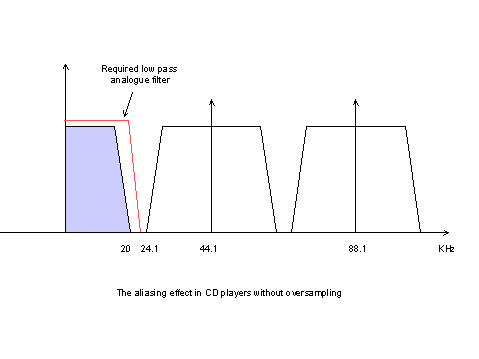 Required low pass
analogue filter
20 24.1 44.1 88.1 KHz
The aliasing effect in CD players without oversampling